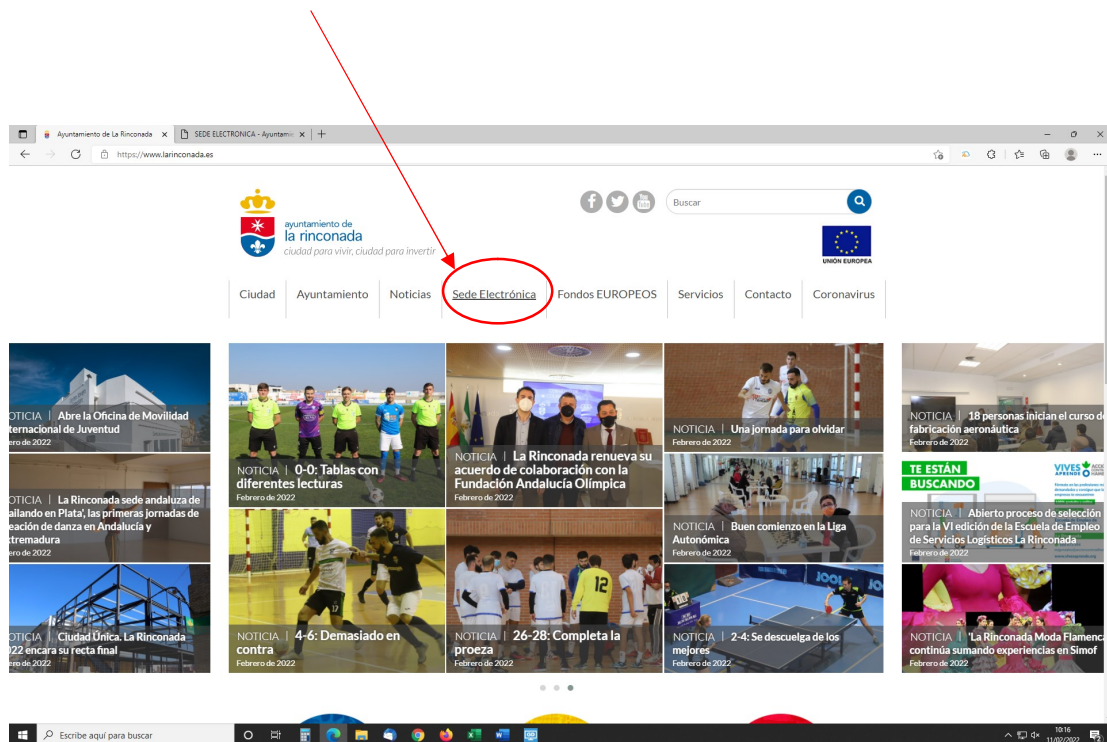 Ayuntamiento de La Rinconada
SEDE ELECTRONICA - Ayuntamie
https://www.larinconada.es
ayuntamiento de
la rinconada
ciudad para vivir, ciudad para invertir
Buscar
UNIÓN EUROPEA
Ciudad
Ayuntamiento
Noticias
Sede Electrónica
Fondos EUROPEOS
Servicios
Contacto
Coronavirus
OTICIA | Abre la Oficina de Movilidad
ternacional de Juventud
ero de 2022
OTICIA | La Rinconada sede andaluza de
ailando en Plata', las primeras jornadas de
eación de danza en Andalucía y
xtremadura
ero de 2022
OTICIA | Ciudad Única. La Rinconada
022 encara su recta final
ero de 2022
NOTICIA | 0-0: Tablas con
diferentes lecturas
Febrero de 2022
NOTICIA | 4-6: Demasiado en
contra
Febrero de 2022
NOTICIA | La Rinconada renueva su
acuerdo de colaboración con la
Fundación Andalucía Olímpica
Febrero de 2022
12
NOTICIA | 26-28: Completa la
proeza
Febrero de 2022
NOTICIA | Una jornada para olvidar
Febrero de 2022
NOTICIA | Buen comienzo en la Liga
Autonómica
Febrero de 2022
JOOL
NOTICIA | 2-4: Se descuelga de los
mejores
Febrero de 2022
NOTICIA | 18 personas inician el curso de
fabricación aeronáutica
Febrero de 2022
TE ESTÁN
BUSCANDO
VIVES
APRENDE
NOTICIA | Abierto proceso de selección
para la VI edición de la Escuela de Empleo
de Servicios Logísticos La Rinconada
Febrero de 2022
NOTICIA | 'La Rinconada Moda Flamenca
continúa sumando experiencias en Simof
Febrero de 2022
Escribe aquí para buscar
10:16
11/02/2022